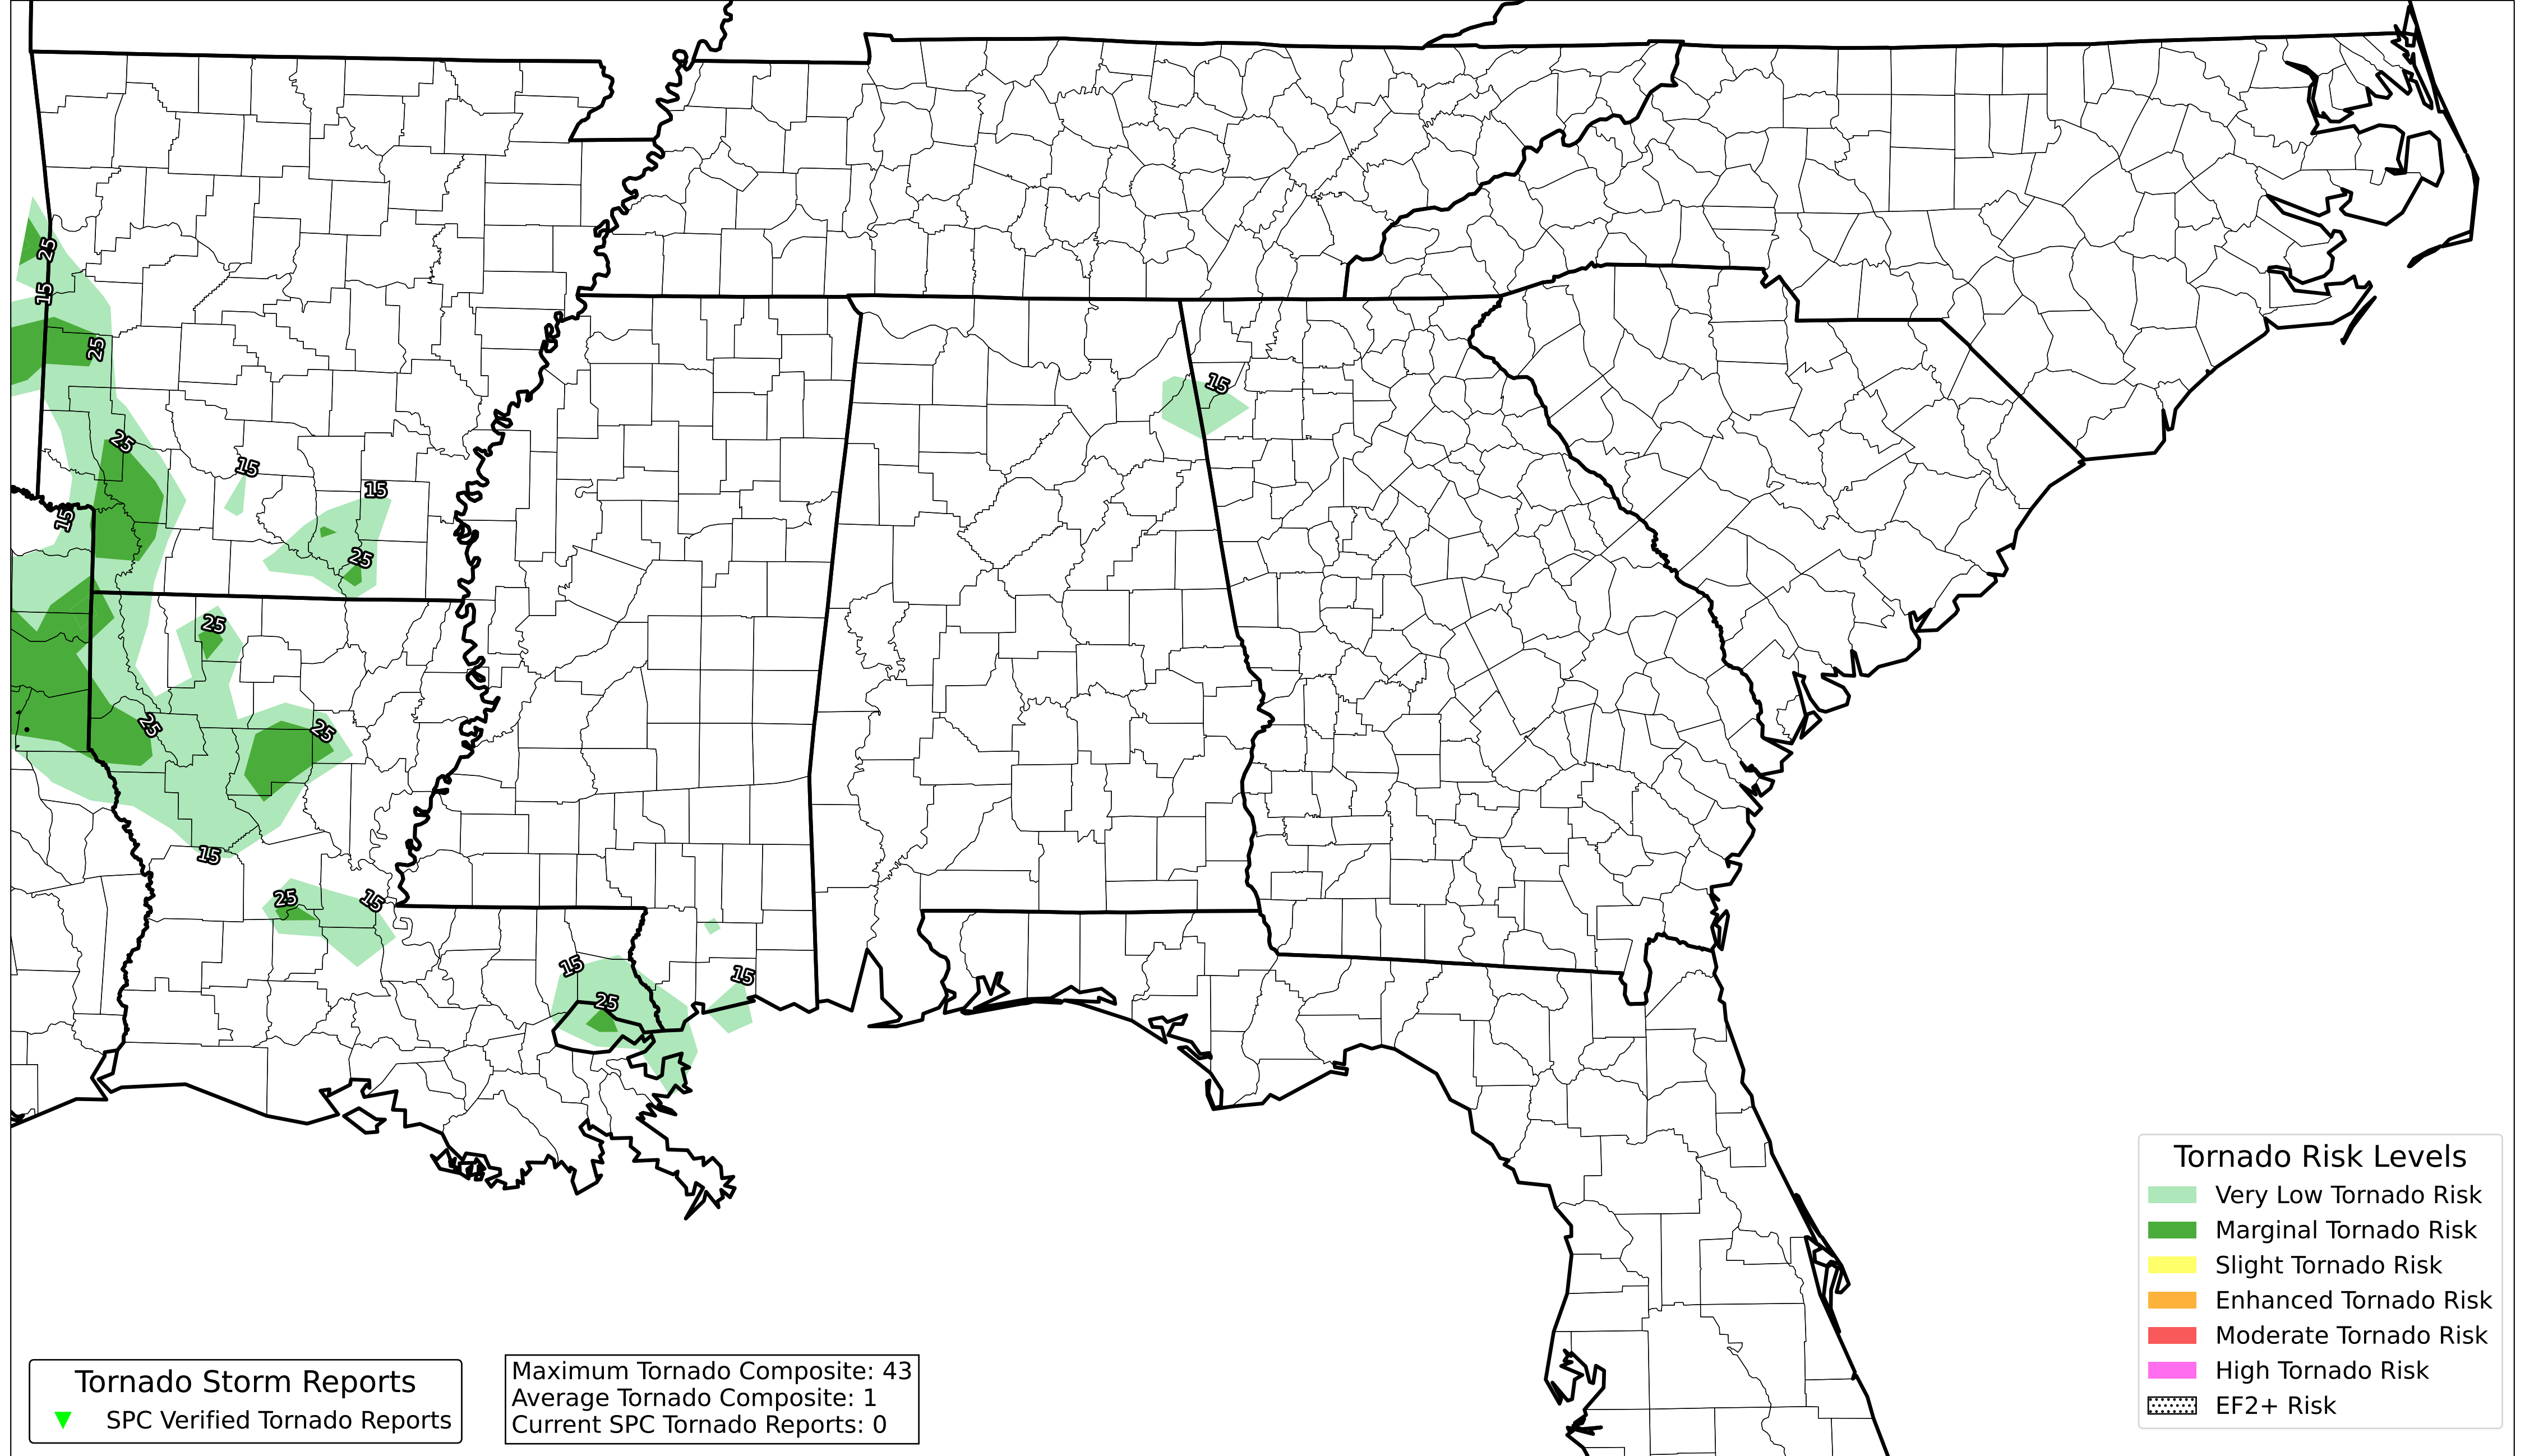 25
15
25
25
15
15
15
25
15
25
25
25
15
25
15
15
25
15
15
Tornado Risk Levels
Very Low Tornado Risk
Marginal Tornado Risk
Slight Tornado Risk
Enhanced Tornado Risk
Moderate Tornado Risk
High Tornado Risk
EF2+ Risk
Tornado Storm Reports
SPC Verified Tornado Reports
Maximum Tornado Composite: 43
Average Tornado Composite: 1
Current SPC Tornado Reports: 0